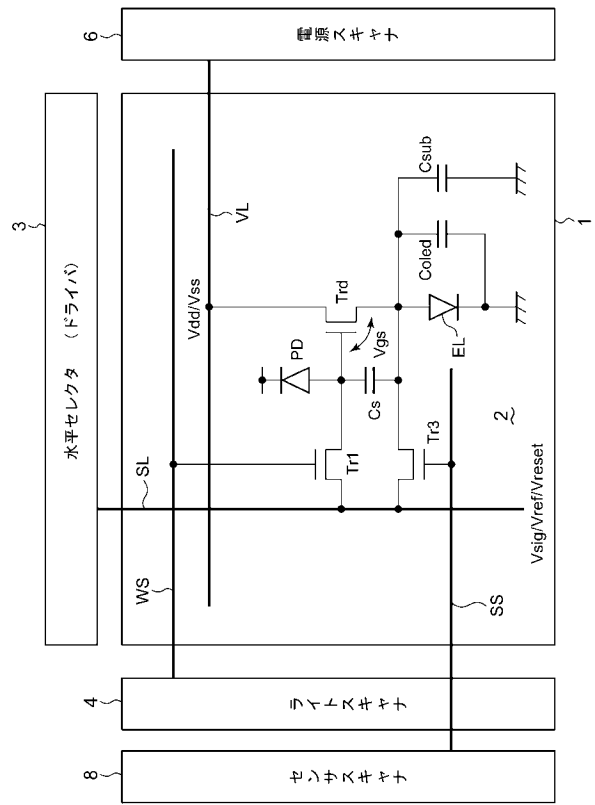 6
電源スキャナ
3
水平セレクタ (ドライバ)
VL
Vdd/Vss
Csub
1
Coled
Trd
PD
Vgs
EL
Cs
2
SL
Tr1
Tr3
Vsig/Vref/Vreset
WS
SS
4
ライトスキャナ
8
センサスキャナ